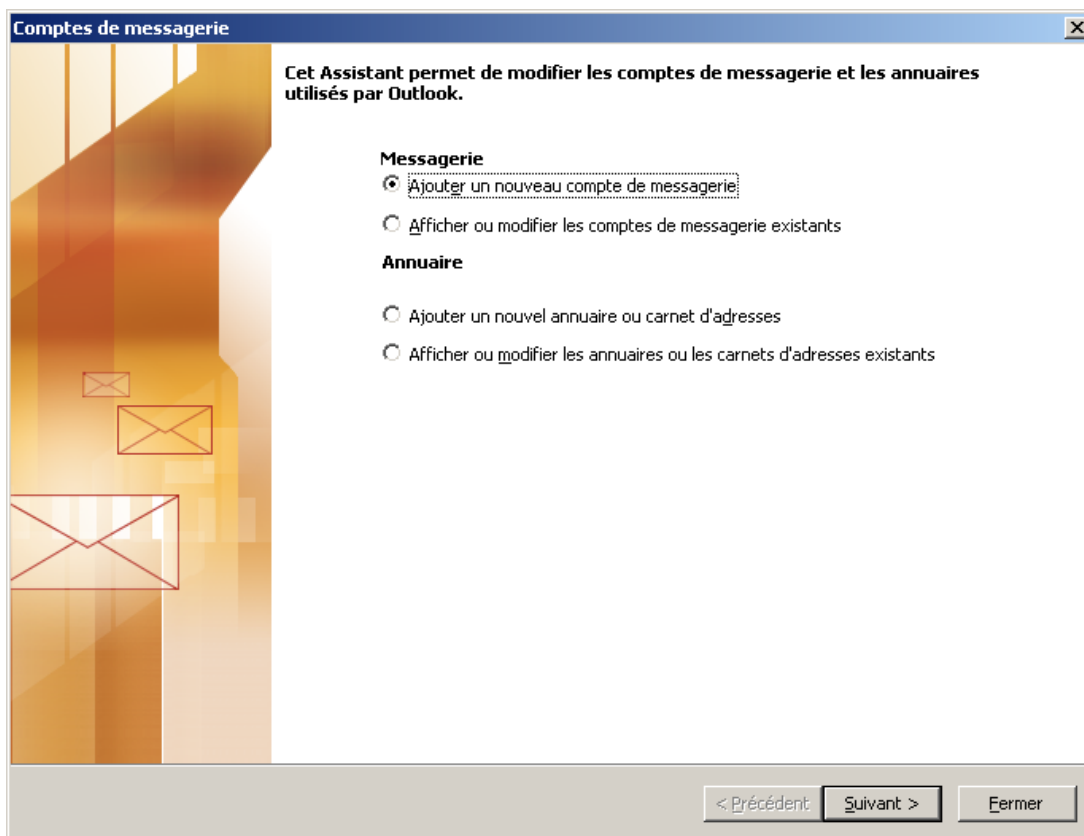 Comptes de messagerie
Cet Assistant permet de modifier les comptes de messagerie et les annuaires
utilisés par Outlook.
Messagerie
Ajouter un nouveau compte de messagerie
Afficher ou modifier les comptes de messagerie existants
Annuaire
Ajouter un nouvel annuaire ou carnet d'adresses
Afficher ou modifier les annuaires ou les carnets d'adresses existants
< Précédent Suivant > Fermer